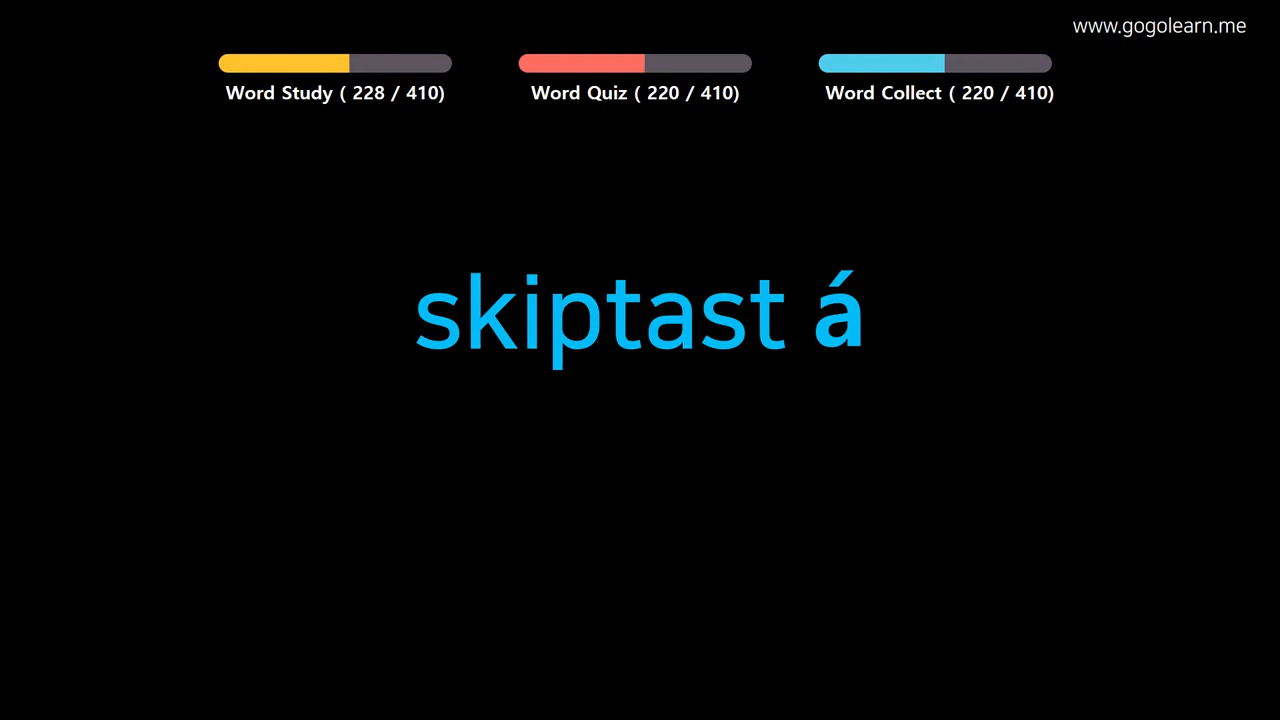 www.gogolearn.me
Word Study ( 228 / 410)
Word Quiz ( 220 / 410)
Word Collect ( 220 / 410)
skiptast á